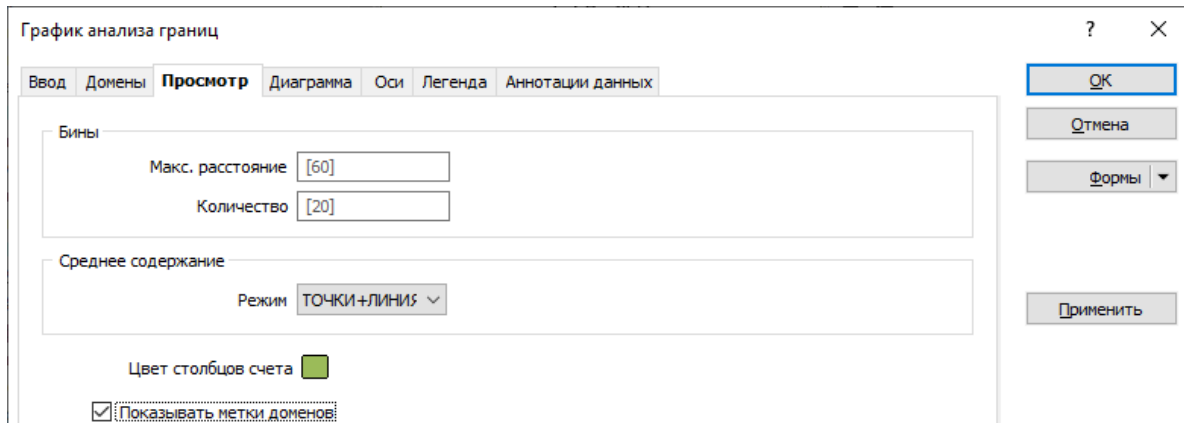 График анализа границ
?
Ввод Домены Просмотр Диаграмма Оси Легенда Аннотации данных
OK
Отмена
Формы
Применить
Бины
Макс. расстояние [60]
Количество [20]
Среднее содержание
Режим ТОЧКИ+ЛИНИЯ
Цвет столбцов счета
Показывать метки доменов